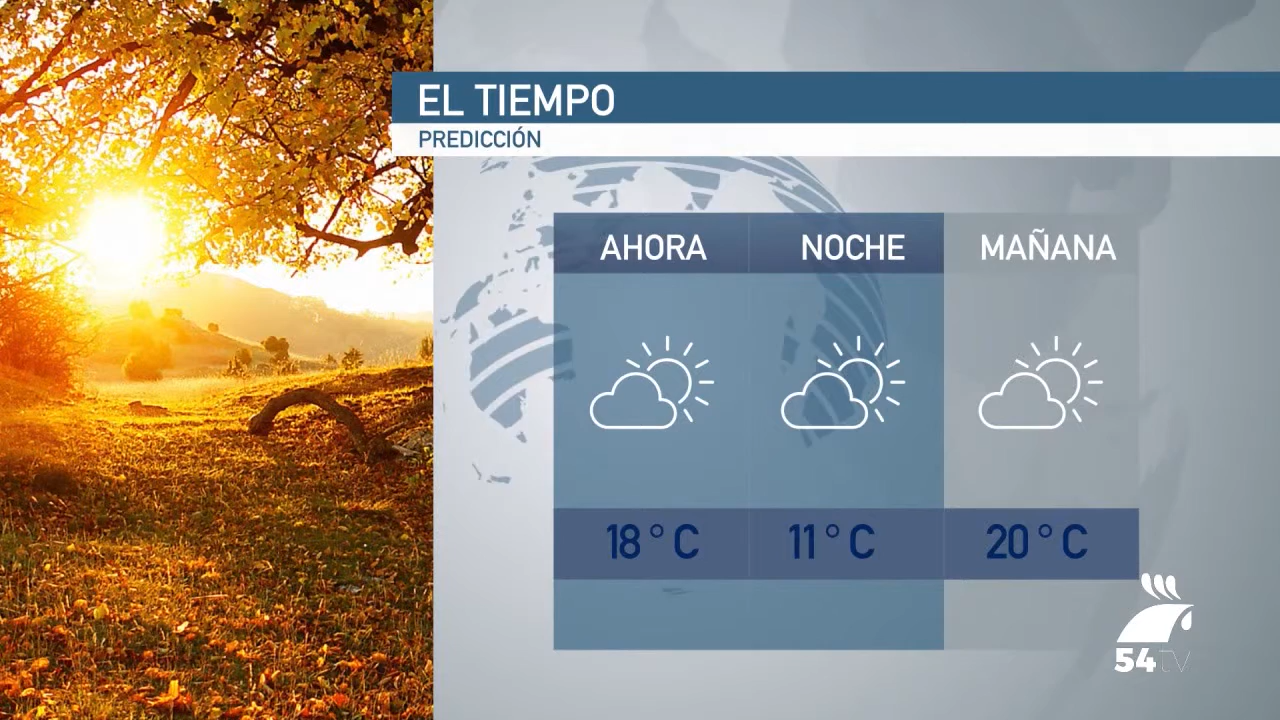 EL TIEMPO
PREDICCIÓN
AHORA NOCHE MAÑANA
18°C 11°C 20°C
54TV